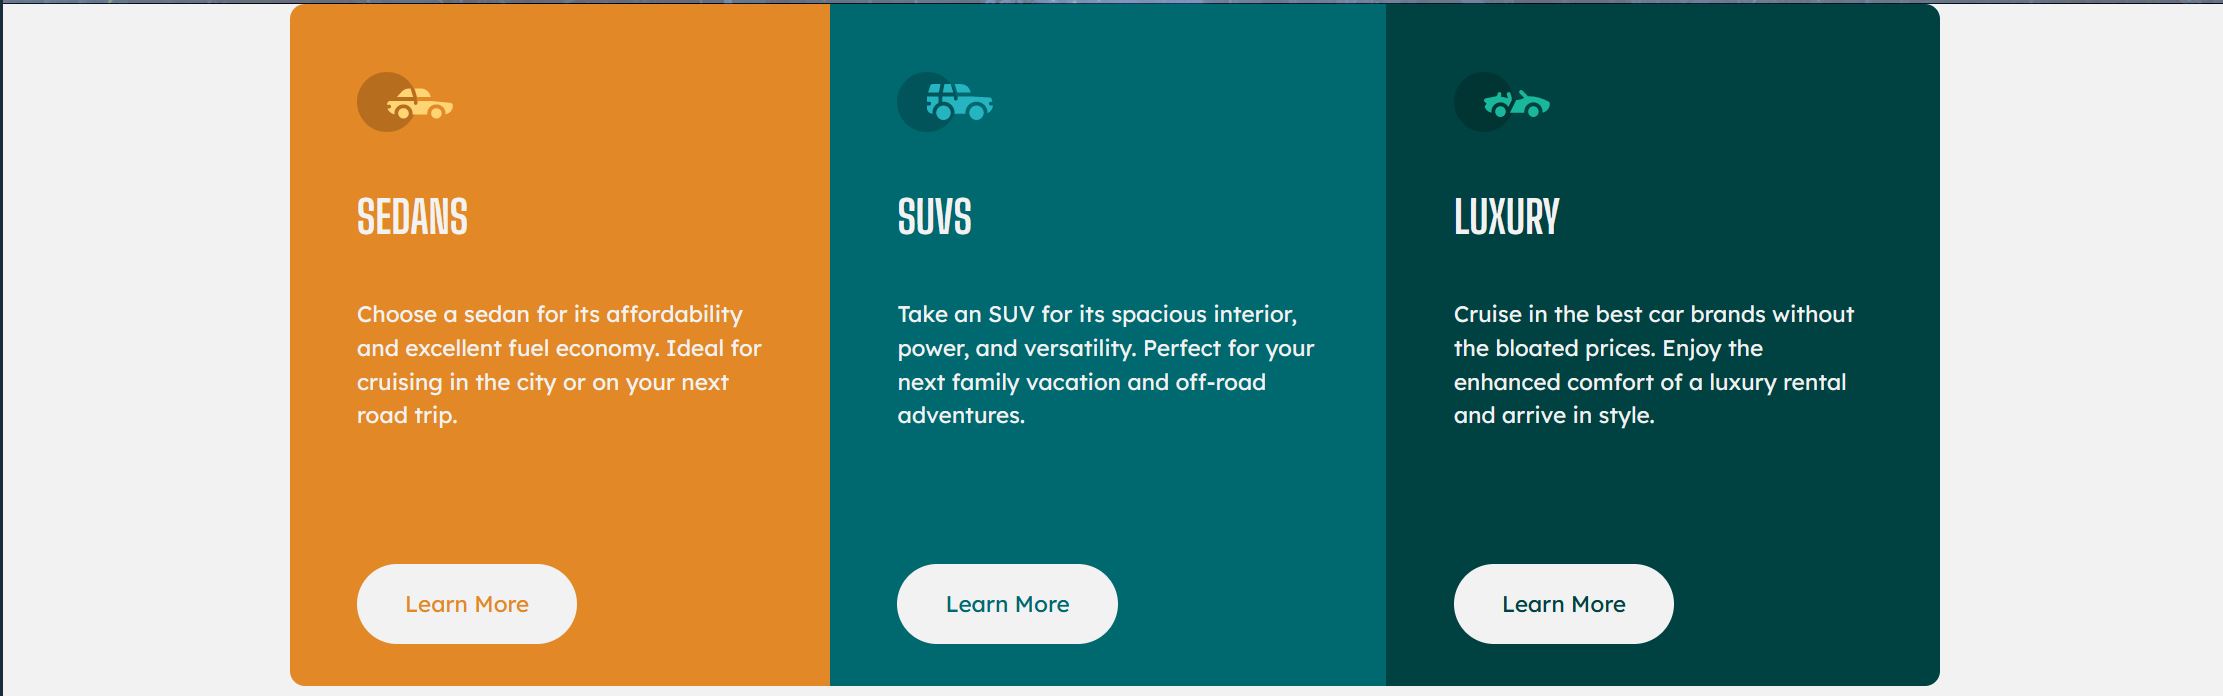 SEDANS
Choose a sedan for its affordability
and excellent fuel economy. Ideal for
cruising in the city or on your next
road trip.
Learn More
SUVS
Take an SUV for its spacious interior,
power, and versatility. Perfect for your
next family vacation and off-road
adventures.
Learn More
LUXURY
Cruise in the best car brands without
the bloated prices. Enjoy the
enhanced comfort of a luxury rental
and arrive in style.
Learn More